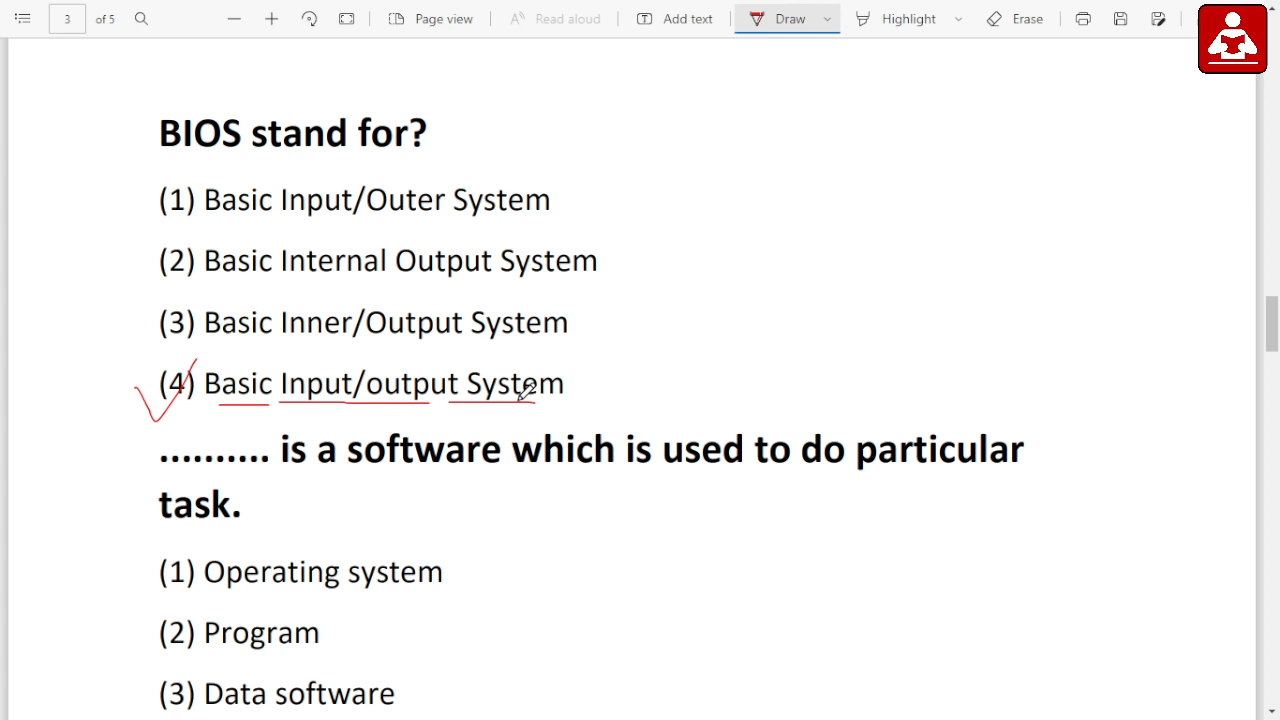 3 of 5 Page view Read aloud Add text Draw Highlight Erase
BIOS stand for?
(1) Basic Input/Outer System
(2) Basic Internal Output System
(3) Basic Inner/Output System
(4) Basic Input/output System
.......... is a software which is used to do particular
task.
(1) Operating system
(2) Program
(3) Data software